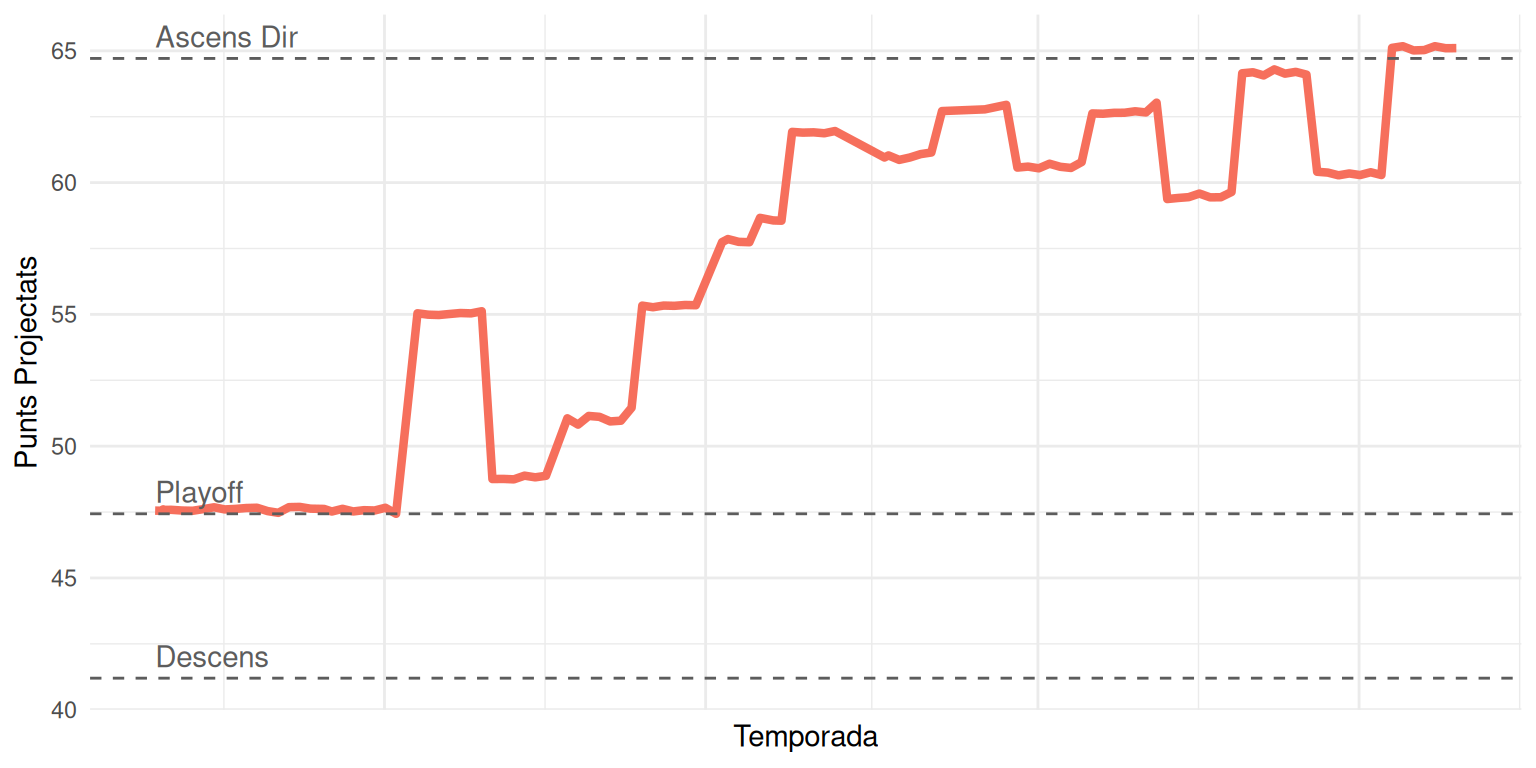 Ascens Dir
65
60
55
50
Playoff
45
Descens
40
Punts Projectats
Temporada